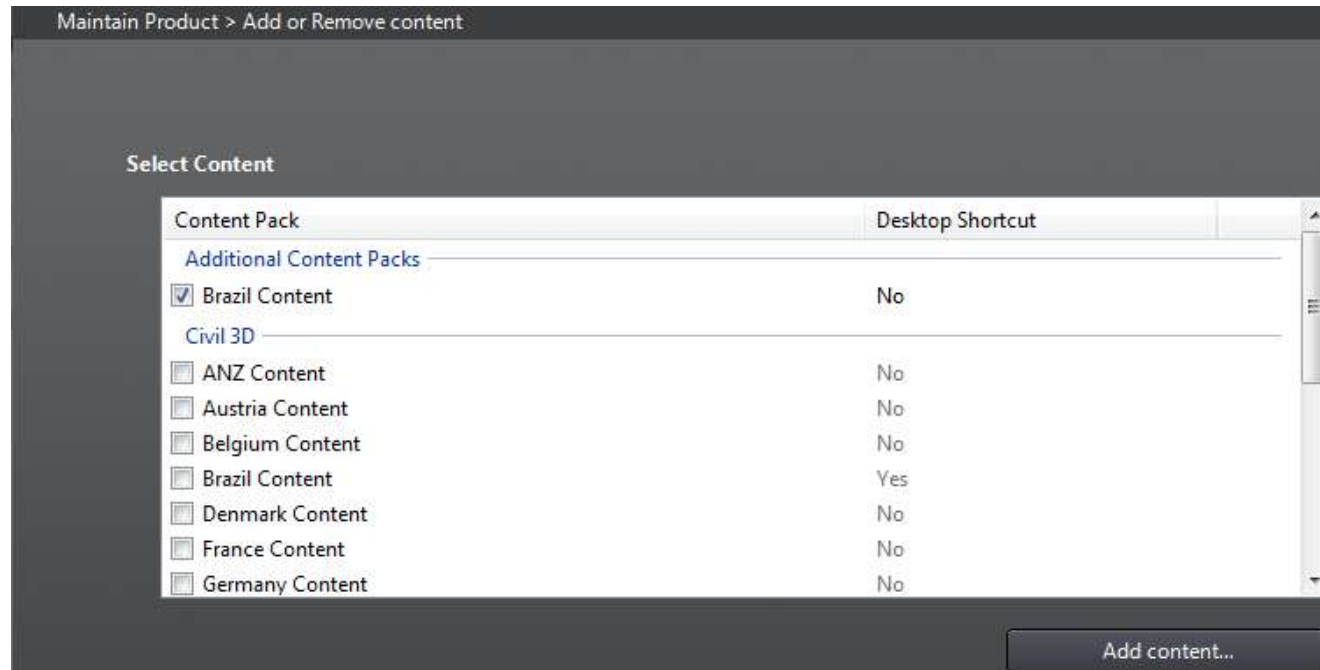 Maintain Product > Add or Remove content
Select Content
Content Pack Desktop Shortcut
Additional Content Packs
Brazil Content No
Civil 3D
ANZ Content No
Austria Content No
Belgium Content No
Brazil Content Yes
Denmark Content No
France Content No
Germany Content No
Add content...